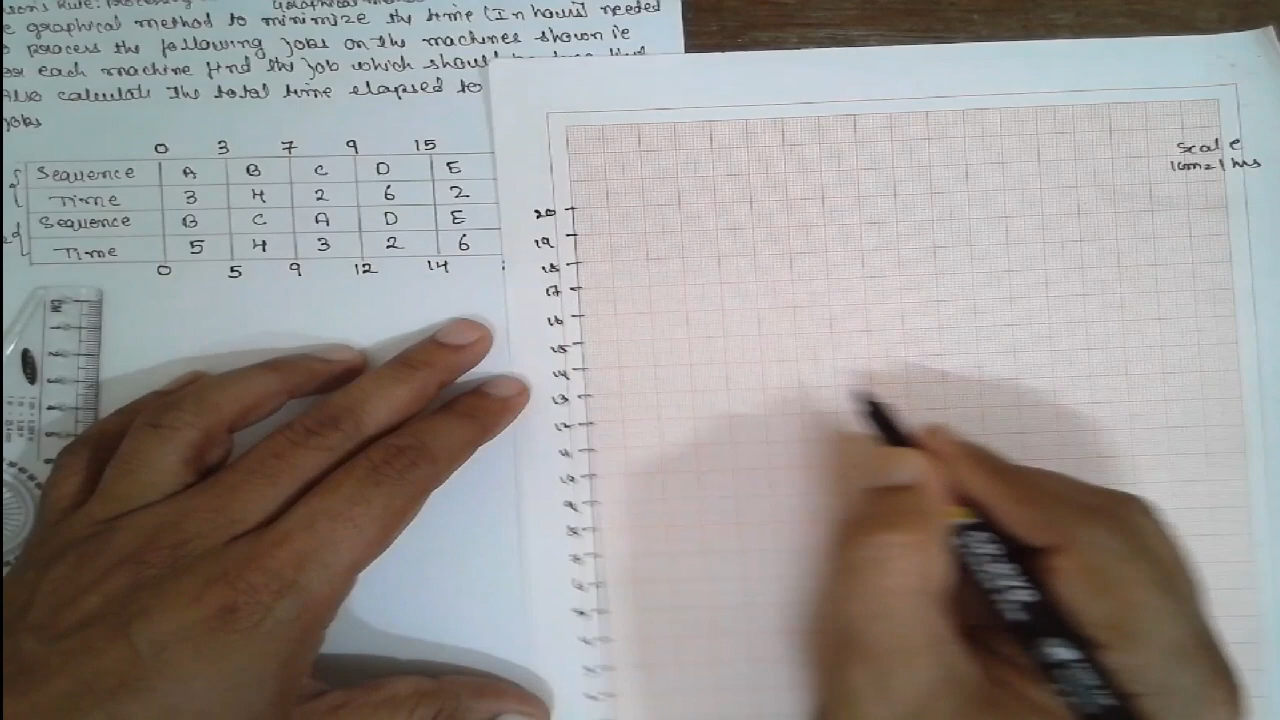 Rule: Processing
graphical method to minimize the time [In hours] needed
process the following jobs on the machines shown ie
each machine find the job which should be
Also calculate the total time elapsed to
jobs
0 3 7 9 15
Sequence A B C D E
Time 3 4 2 6 2
Sequence B C A D E
Time 5 4 3 2 6
0 5 9 12 14
Scale
1cm=1 hrs
20
19
18
17
16
15
14
13
12